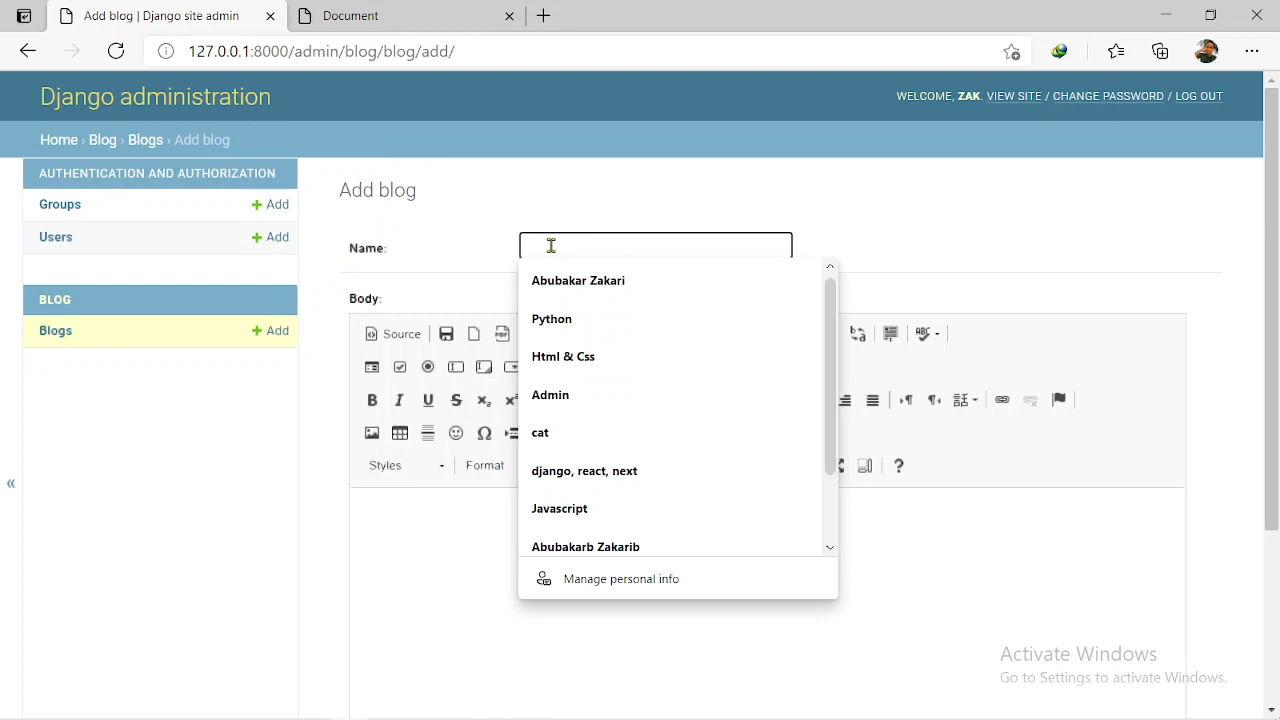 Add blog | Django site admin
Document
127.0.0.1:8000/admin/blog/blog/add/
Django administration
WELCOME, ZAK. VIEW SITE / CHANGE PASSWORD / LOG OUT
Home › Blog › Blogs › Add blog
AUTHENTICATION AND AUTHORIZATION
Groups
+ Add
Users
+ Add
BLOG
Blogs
+ Add
«
Add blog
Name:
Abubakar Zakari
Python
Html & Css
Admin
cat
django, react, next
Javascript
Abubakarb Zakarib
Manage personal info
Body:
Source
B I U S x₂ x²
Styles
Format
?
Activate Windows
Go to Settings to activate Windows.